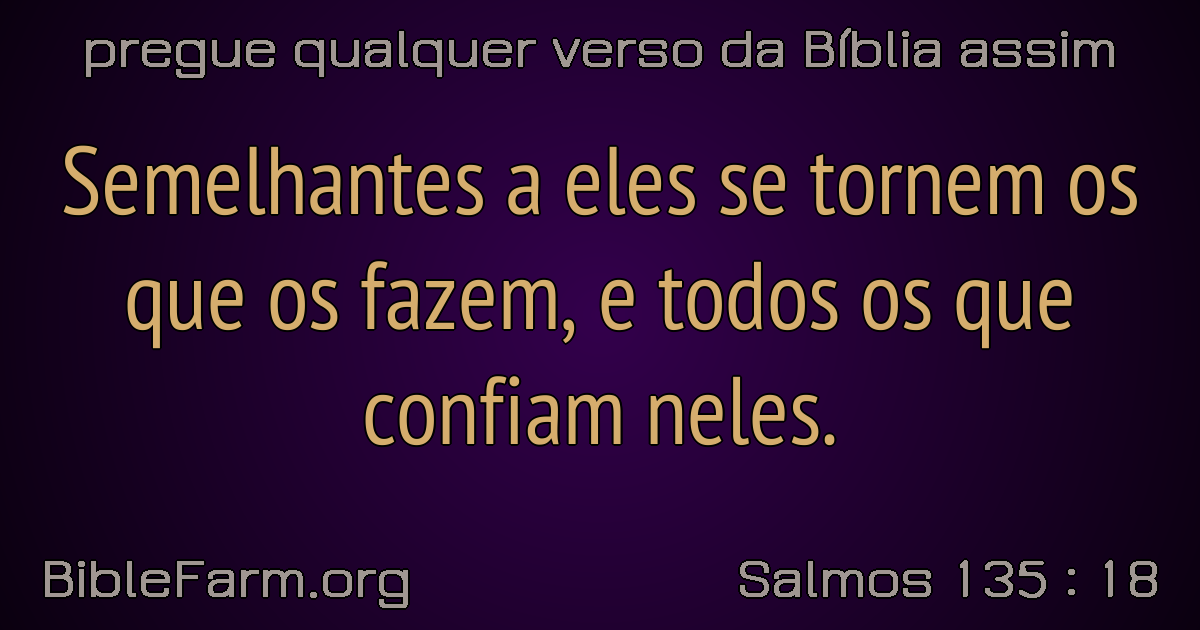 pregue qualquer verso da Bíblia assim
Semelhantes a eles se tornem os
que os fazem, e todos os que
confiam neles.
BibleFarm.org
Salmos 135 : 18